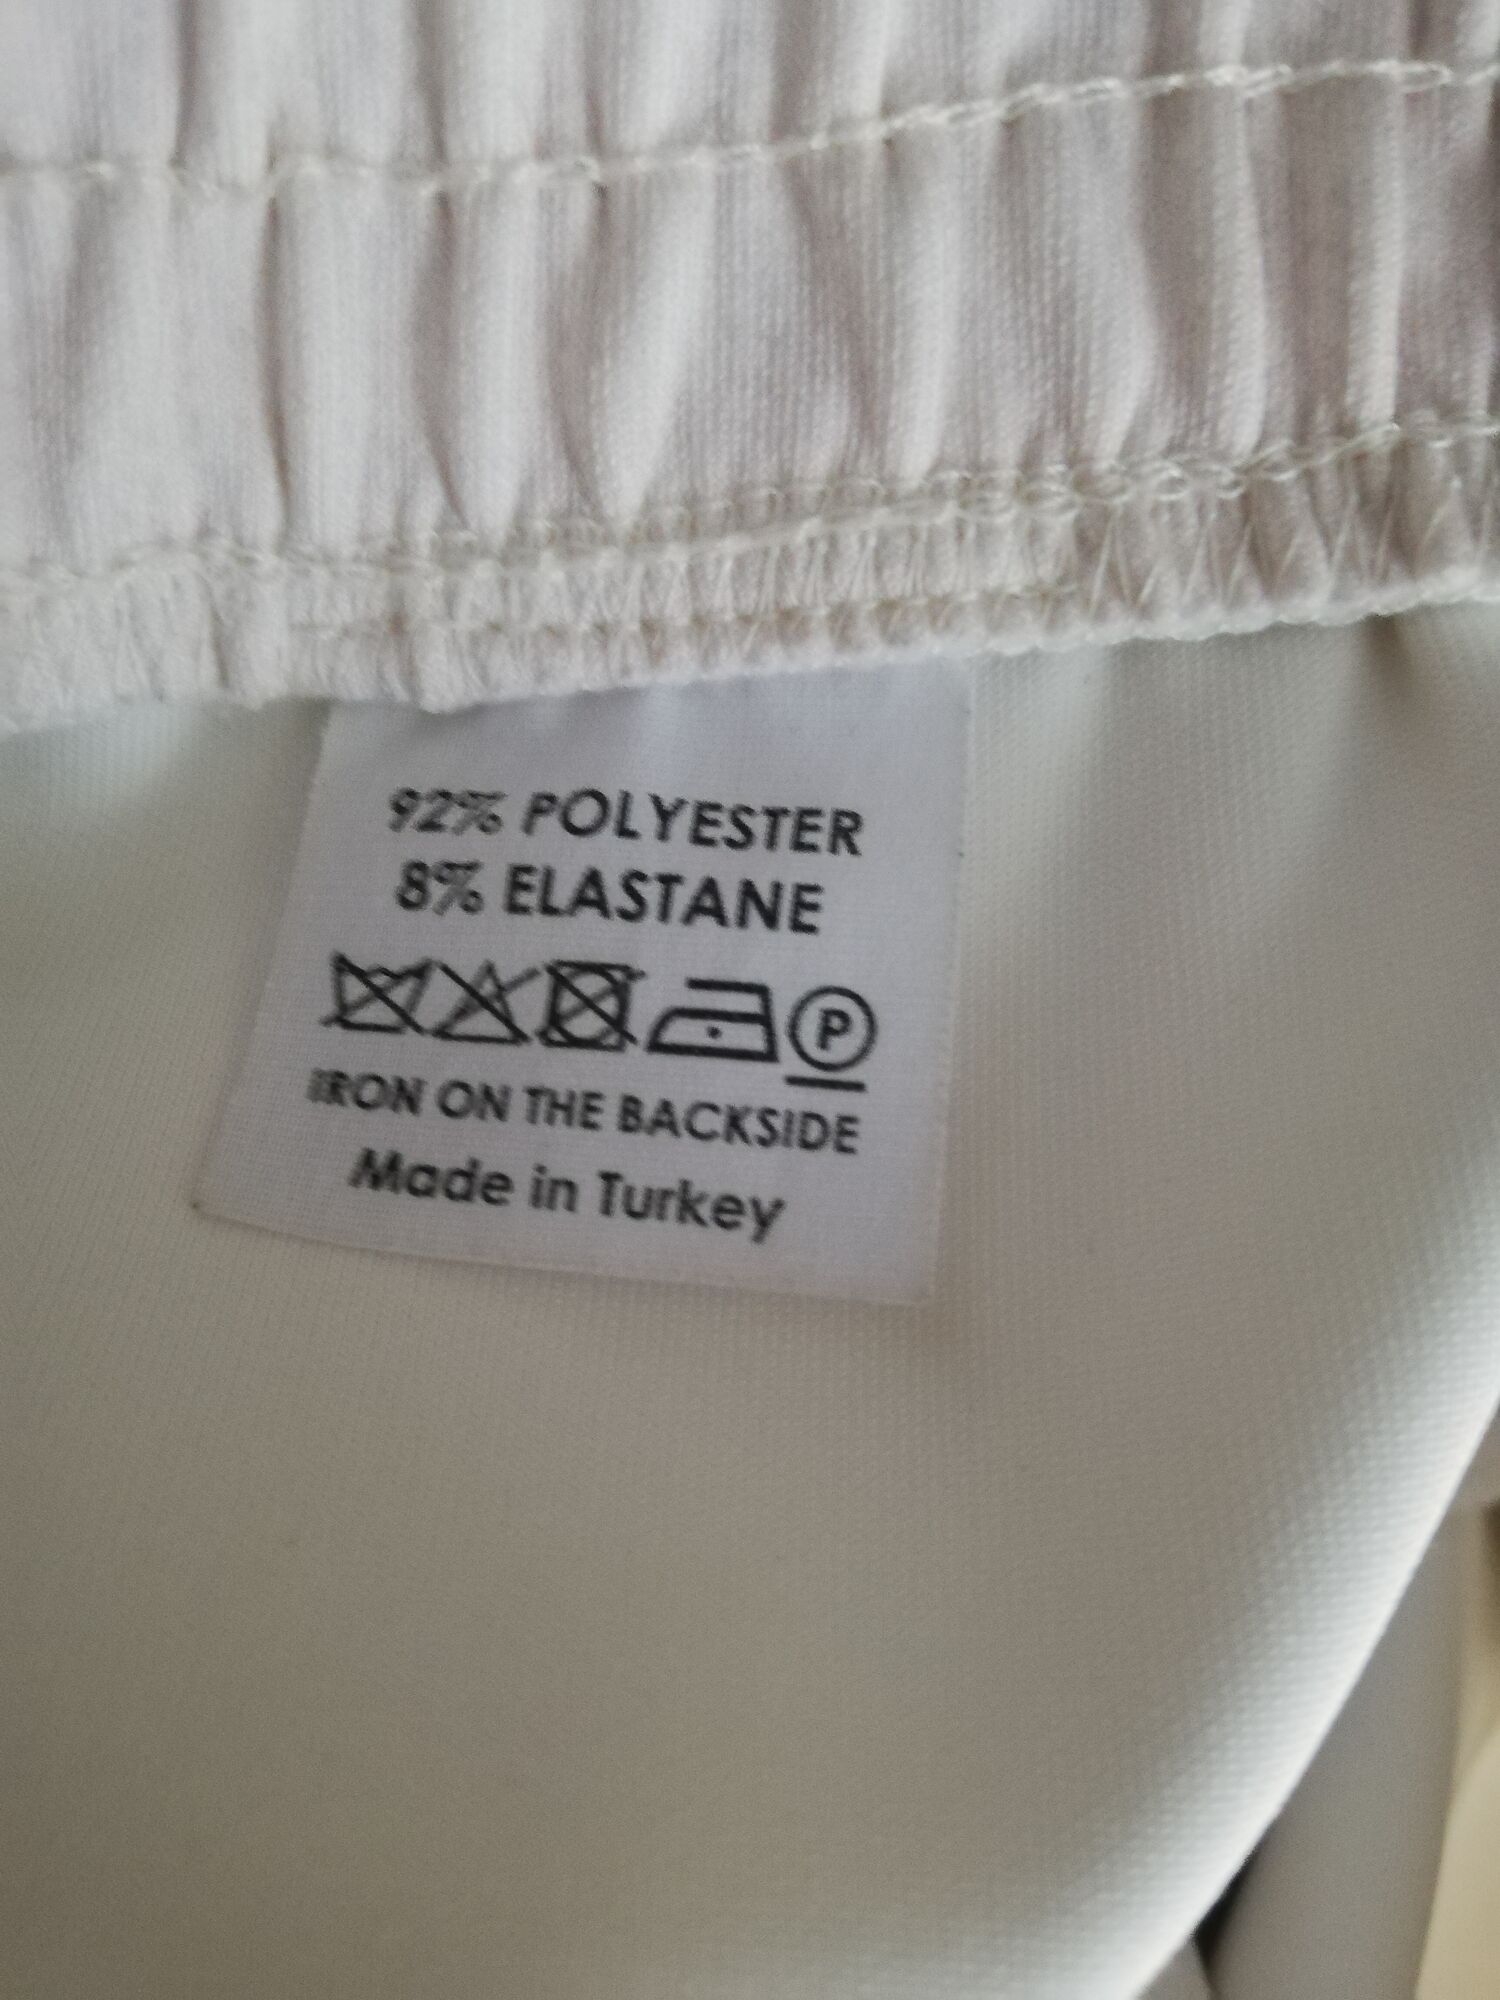 92% POLYESTER
8% ELASTANE
P
IRON ON THE BACKSIDE
Made in Turkey